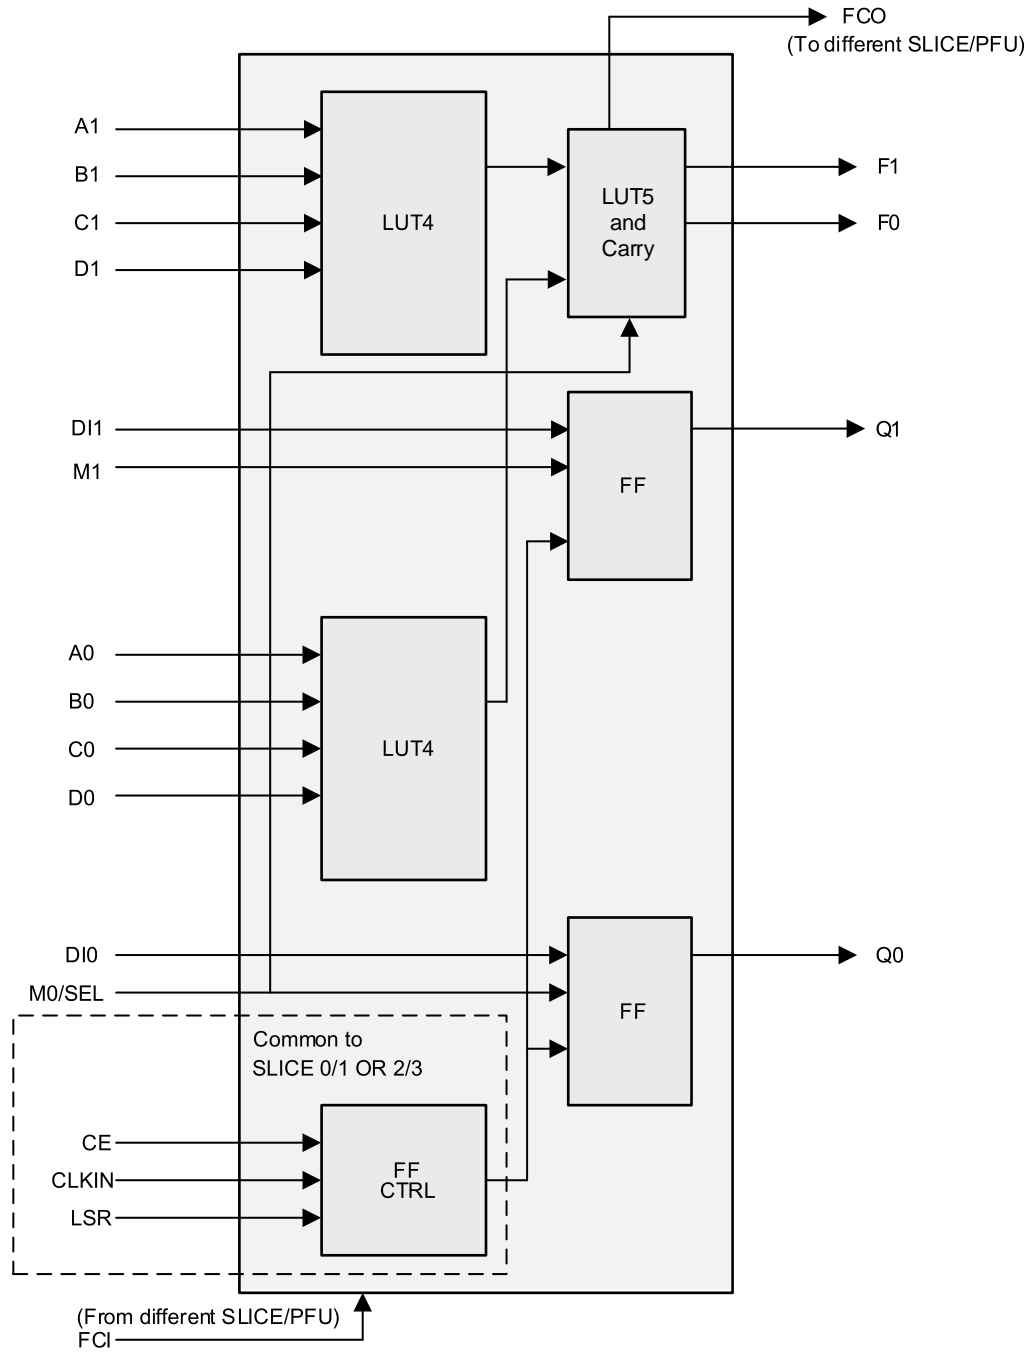 FCO
(To different SLICE/PFU)
A1
B1
C1
D1
LUT4
LUT5
and
Carry
F1
F0
DI1
M1
FF
Q1
A0
B0
C0
D0
LUT4
DI0
M0/SEL
FF
Q0
Common to
SLICE 0/1 OR 2/3
CE
CLKIN
LSR
FF
CTRL
(From different SLICE/PFU)
FCI